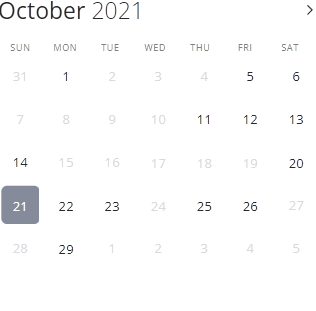 October 2021
SUN MON TUE WED THU FRI SAT
31 1 2 3 4 5 6
7 8 9 10 11 12 13
14 15 16 17 18 19 20
21 22 23 24 25 26 27
28 29 1 2 3 4 5